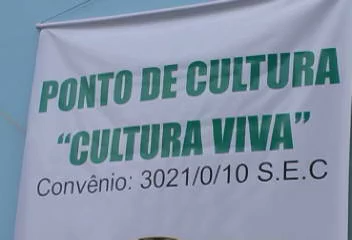 PONTO DE CULTURA
"CULTURA VIVA"
Convênio: 3021/0/10 S.E.C